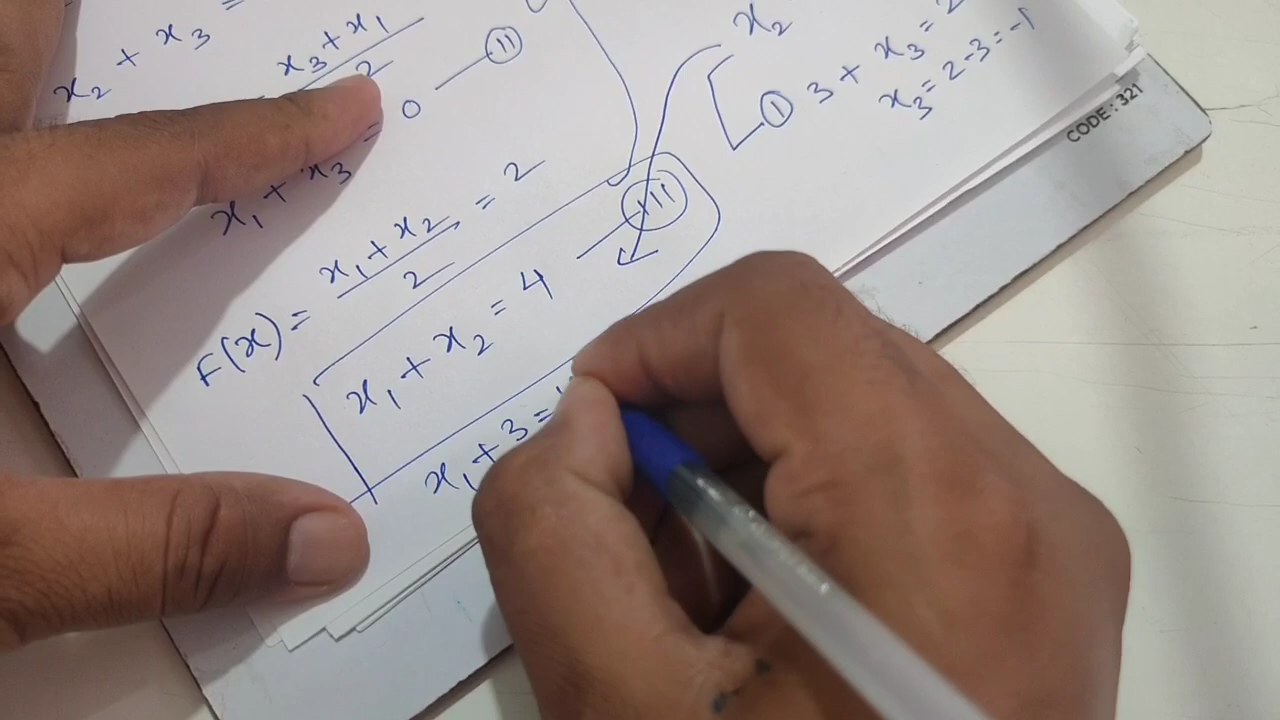 x₂ + x₃ =
x₃ + x₁
2
x₁ + x₃ = 0 — (II)
F(x) = x₁ + x₂ / 2 = 2
x₁ + x₂ = 4 — (III)
x₁ + 3 =
x₂
(I) 3 + x₃ = 2
x₃ = 2 - 3 = -1
CODE : 321